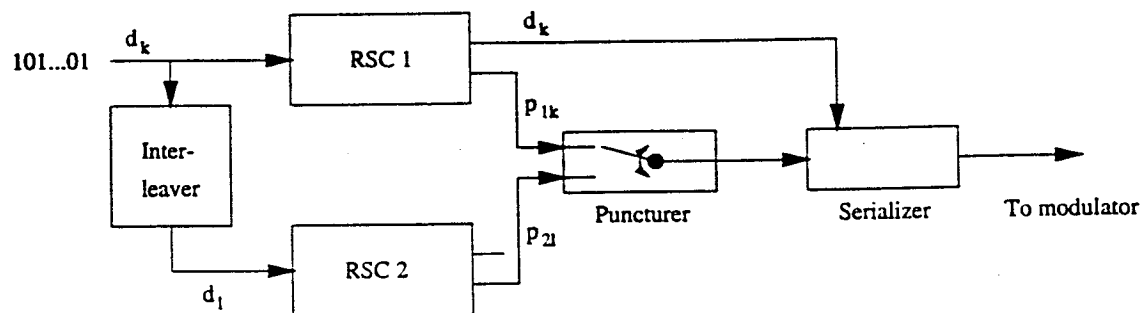 d_k
d_k
101...01
RSC 1
p_1k
Inter-
leaver
Puncturer
Serializer
To modulator
p_2l
RSC 2
d_l